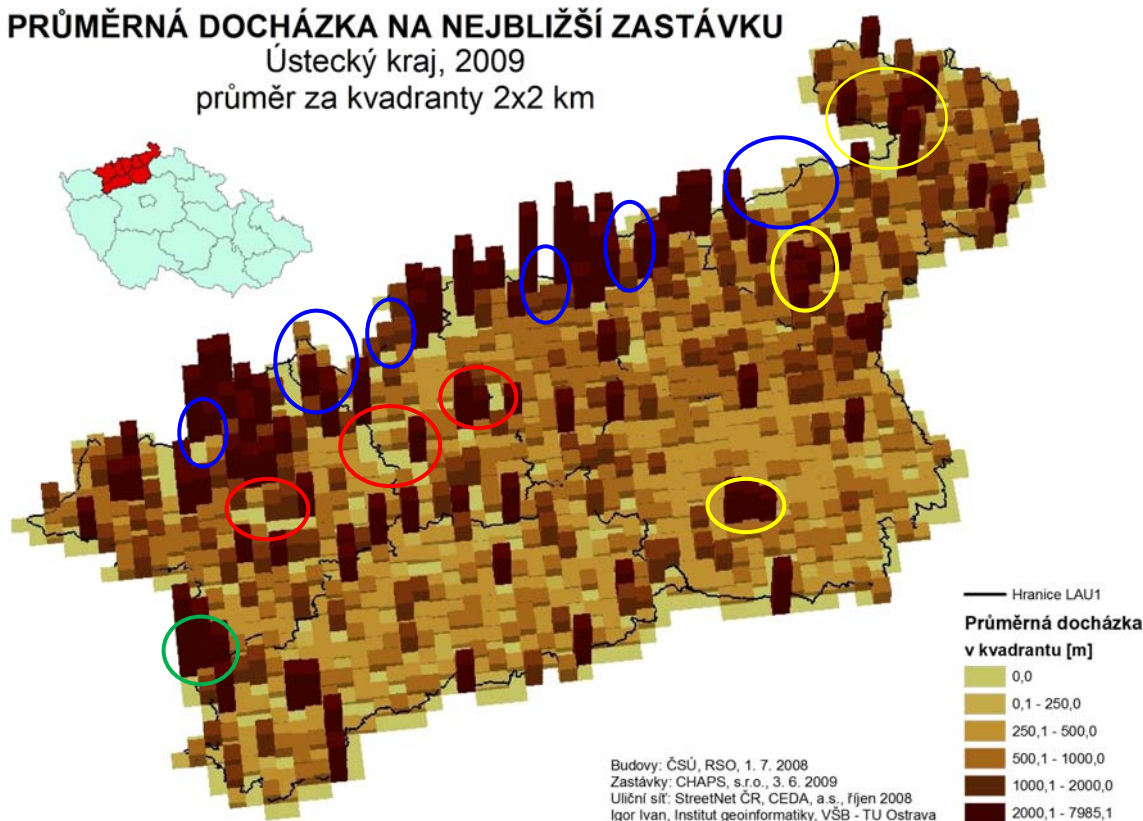 PRŮMĚRNÁ DOCHÁZKA NA NEJBLIŽŠÍ ZASTÁVKU
Ústecký kraj, 2009
průměr za kvadranty 2x2 km
Hranice LAU1
Průměrná docházka
v kvadrantu [m]
0,0
0,1 - 250,0
250,1 - 500,0
500,1 - 1000,0
1000,1 - 2000,0
2000,1 - 7985,1
Budovy: ČSÚ, RSO, 1. 7. 2008
Zastávky: CHAPS, s.r.o., 3. 6. 2009
Uliční síť: StreetNet ČR, CEDA, a.s., říjen 2008
Igor Ivan, Institut geoinformatiky, VŠB - TU Ostrava